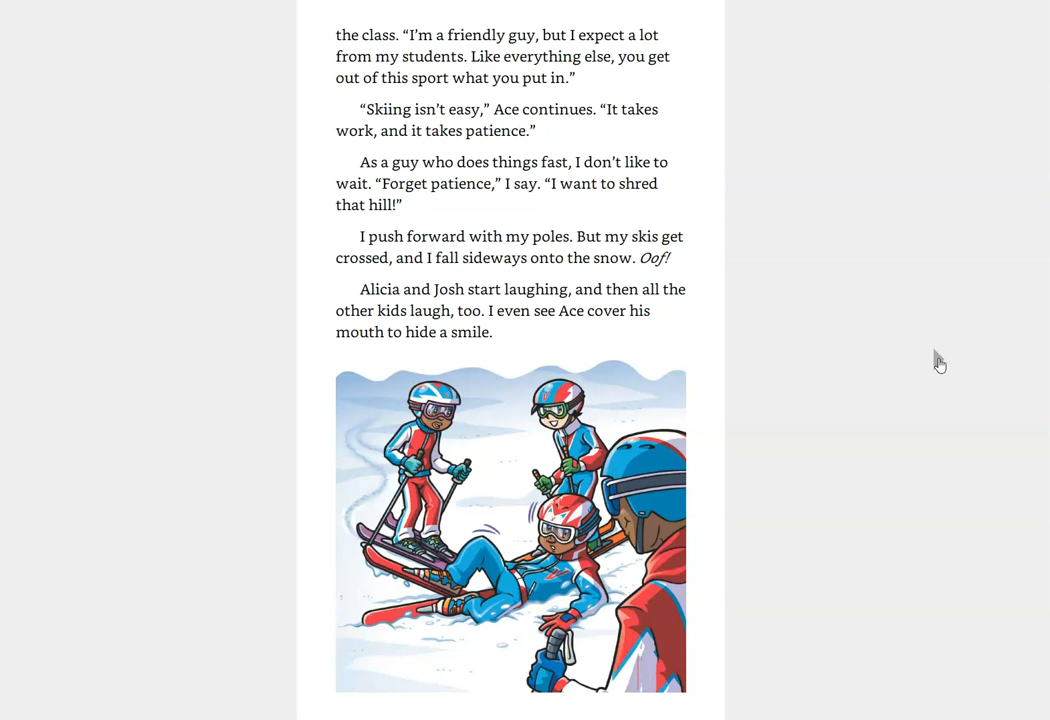 the class. “I’m a friendly guy, but I expect a lot
from my students. Like everything else, you get
out of this sport what you put in.”
“Skiing isn’t easy,” Ace continues. “It takes
work, and it takes patience.”
As a guy who does things fast, I don’t like to
wait. “Forget patience,” I say. “I want to shred
that hill!”
I push forward with my poles. But my skis get
crossed, and I fall sideways onto the snow. Oof!
Alicia and Josh start laughing, and then all the
other kids laugh, too. I even see Ace cover his
mouth to hide a smile.